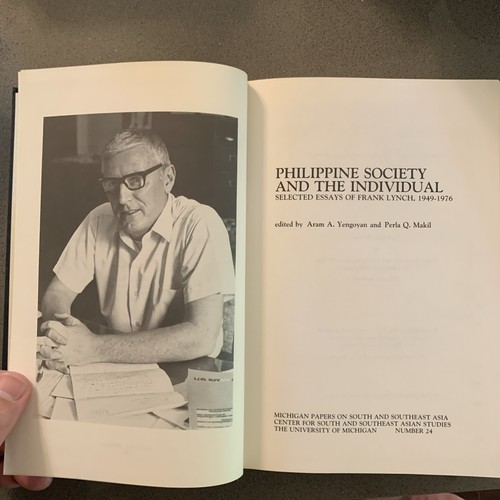 PHILIPPINE SOCIETY
AND THE INDIVIDUAL
SELECTED ESSAYS OF FRANK LYNCH, 1949-1976
edited by Aram A. Yengoyan and Perla Q. Makil
MICHIGAN PAPERS ON SOUTH AND SOUTHEAST ASIA
CENTER FOR SOUTH AND SOUTHEAST ASIAN STUDIES
THE UNIVERSITY OF MICHIGAN NUMBER 24